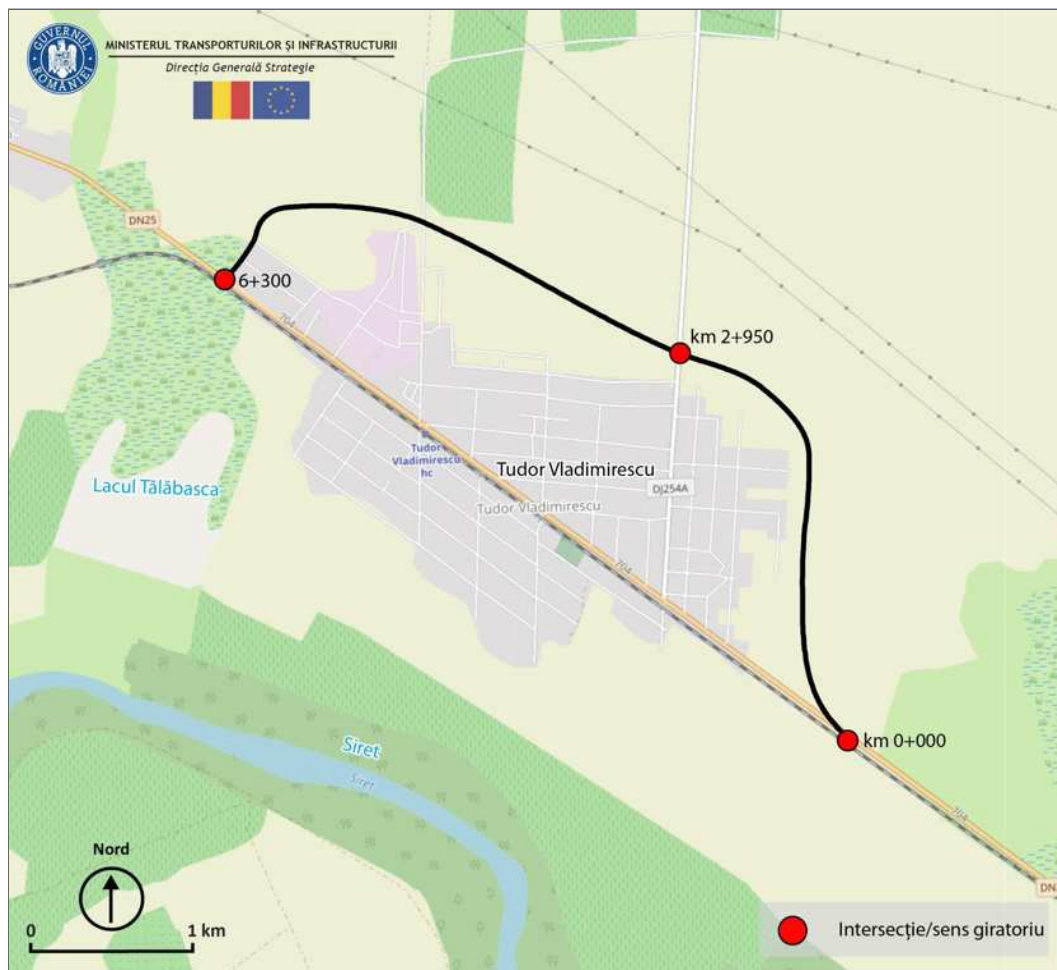 GUVERNUL ROMÂNIEI
MINISTERUL TRANSPORTURILOR ȘI INFRASTRUCTURII
Direcția Generală Strategie
DN25
6+300
704
km 2+950
Tudor
Vladimirescu
hc
Tudor Vladimirescu
Lacul Tălăbasca
DJ254A
Tudor Vladimirescu
704
Siret
Siret
km 0+000
704
Nord
0 1 km
Intersecție/sens giratoriu